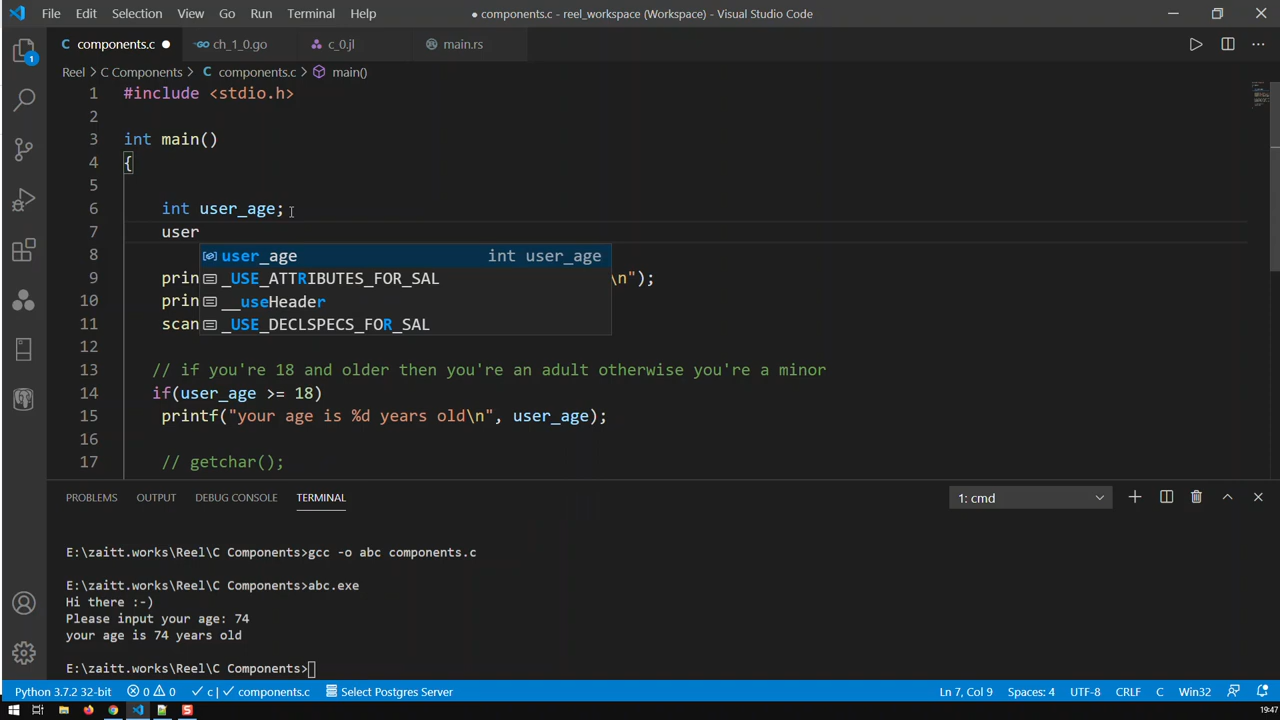 File Edit Selection View Go Run Terminal Help
● components.c - reel_workspace (Workspace) - Visual Studio Code
C components.c ● ch_1_0.go c_0.jl main.rs
Reel > C Components > C components.c > main()
1 #include <stdio.h>
2
3 int main()
4 {
5
6 int user_age;
7 user
user_age int user_age
8
_USE_ATTRIBUTES_FOR_SAL
9 prin \n");
__useHeader
10 prin
_USE_DECLSPECS_FOR_SAL
11 scan
12
13 // if you're 18 and older then you're an adult otherwise you're a minor
14 if(user_age >= 18)
15 printf("your age is %d years old\n", user_age);
16
17 // getchar();
PROBLEMS OUTPUT DEBUG CONSOLE TERMINAL 1: cmd
E:\zaitt.works\Reel\C Components>gcc -o abc components.c
E:\zaitt.works\Reel\C Components>abc.exe
Hi there :-)
Please input your age: 74
your age is 74 years old
E:\zaitt.works\Reel\C Components>
1
Python 3.7.2 32-bit 0 0 ✓ c | ✓ components.c Select Postgres Server Ln 7, Col 9 Spaces: 4 UTF-8 CRLF C Win32
19:47